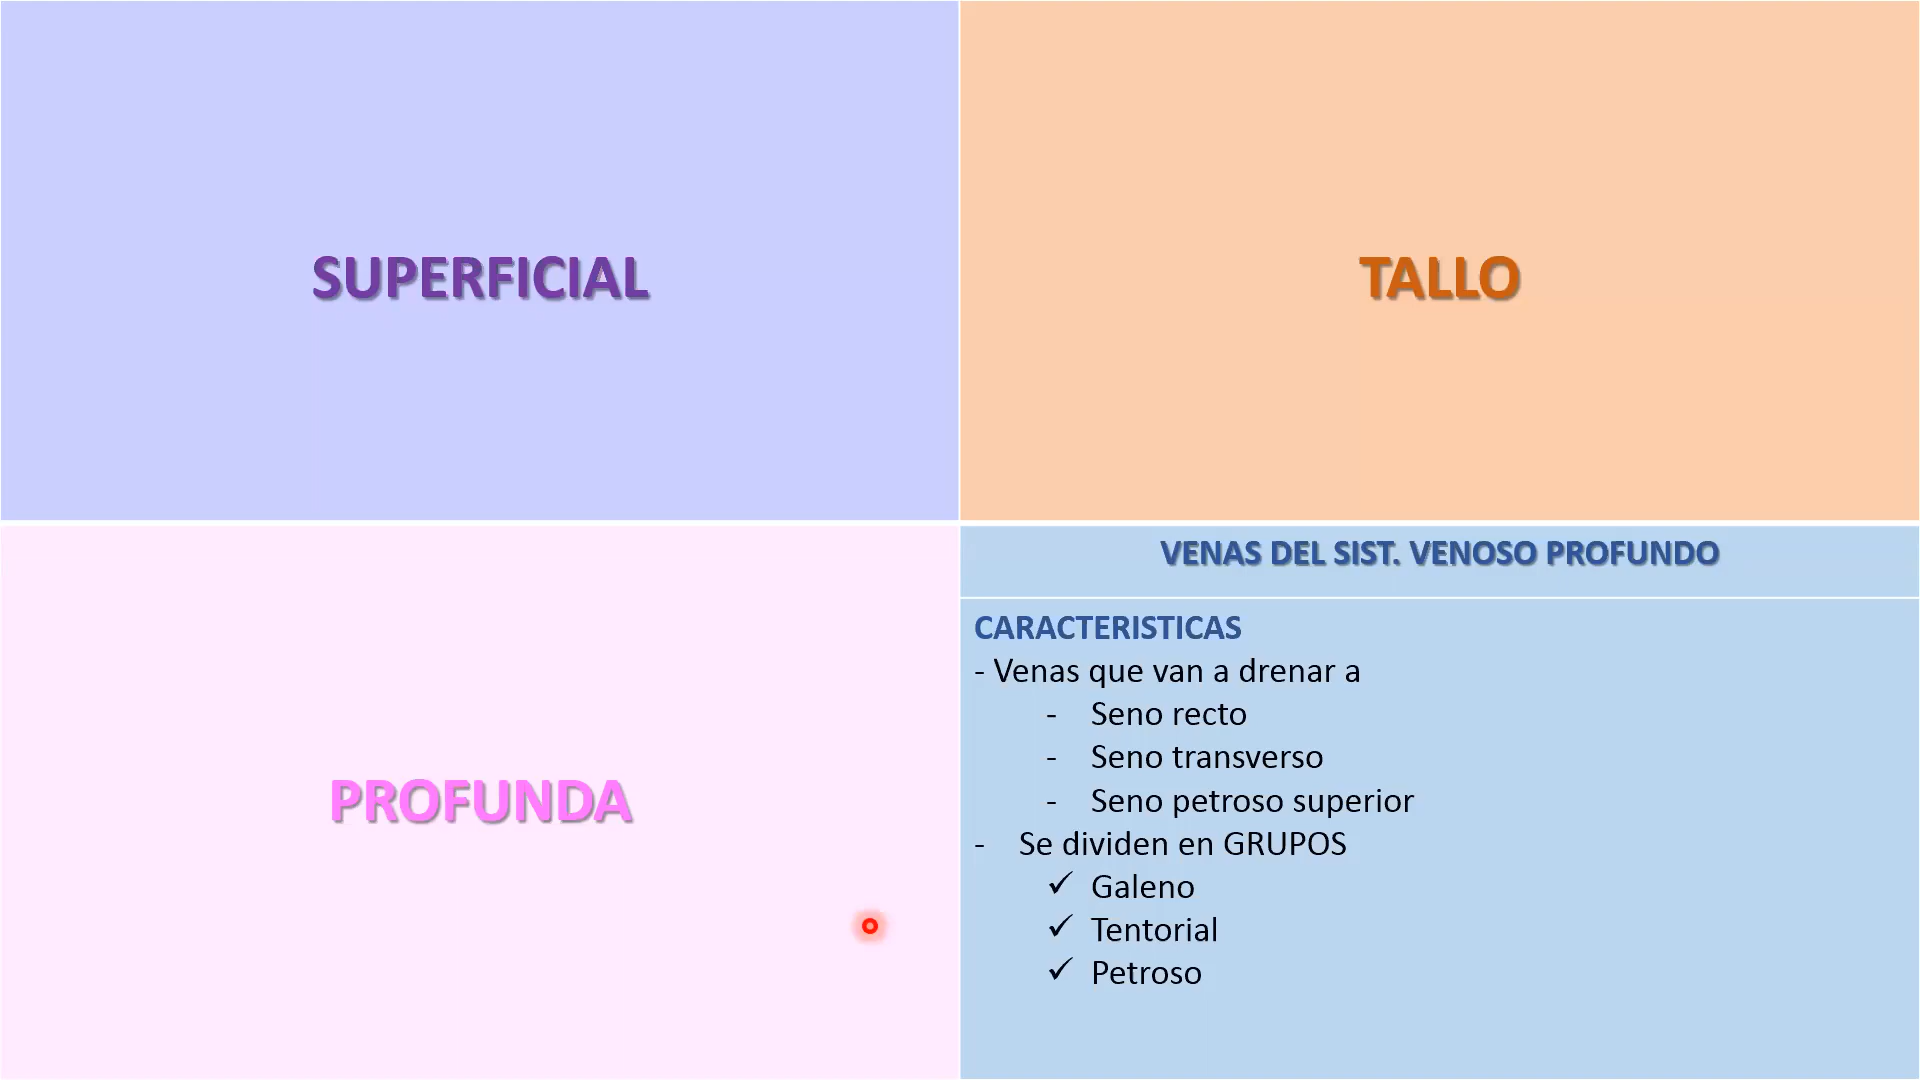 SUPERFICIAL
TALLO
PROFUNDA
VENAS DEL SIST. VENOSO PROFUNDO
CARACTERISTICAS
- Venas que van a drenar a
- Seno recto
- Seno transverso
- Seno petroso superior
- Se dividen en GRUPOS
✓ Galeno
✓ Tentorial
✓ Petroso